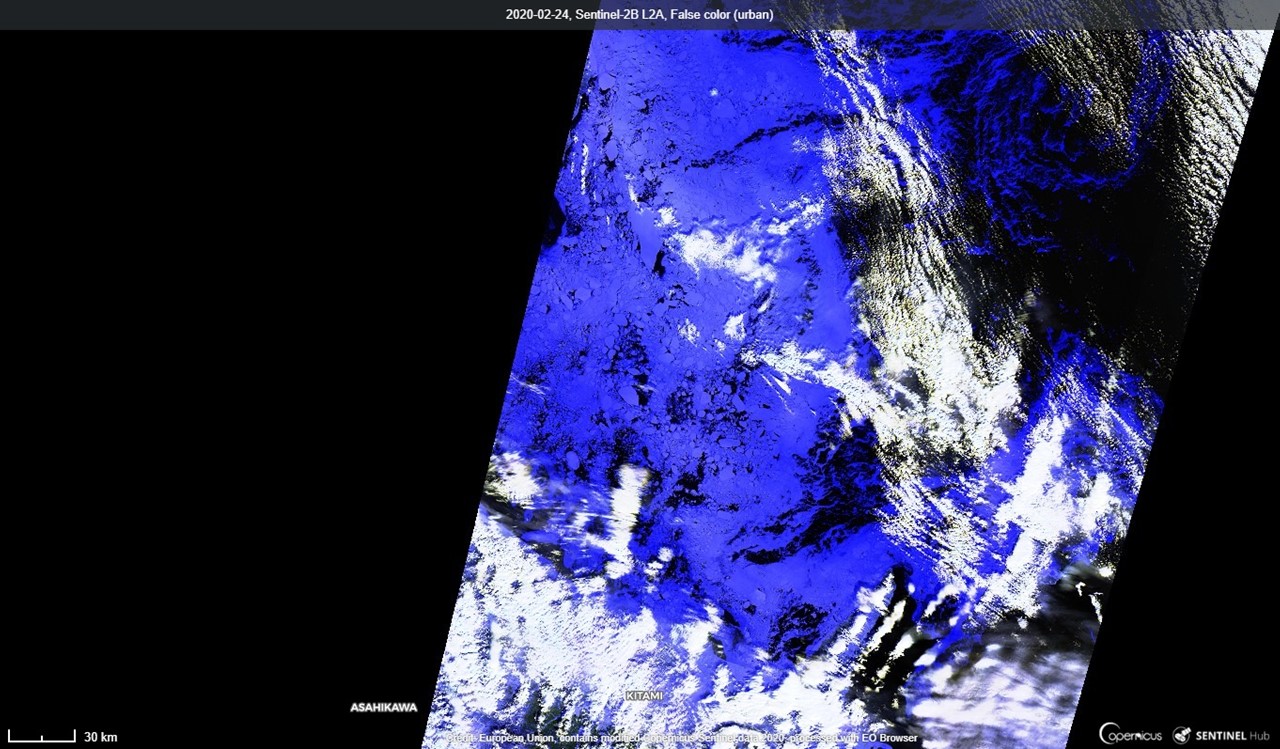 2020-02-24, Sentinel-2B L2A, False color (urban)
KITAMI
ASAHIKAWA
30 km
Credit: European Union, contains modified Copernicus Sentinel data 2020, processed with EO Browser
Copernicus SENTINEL Hub